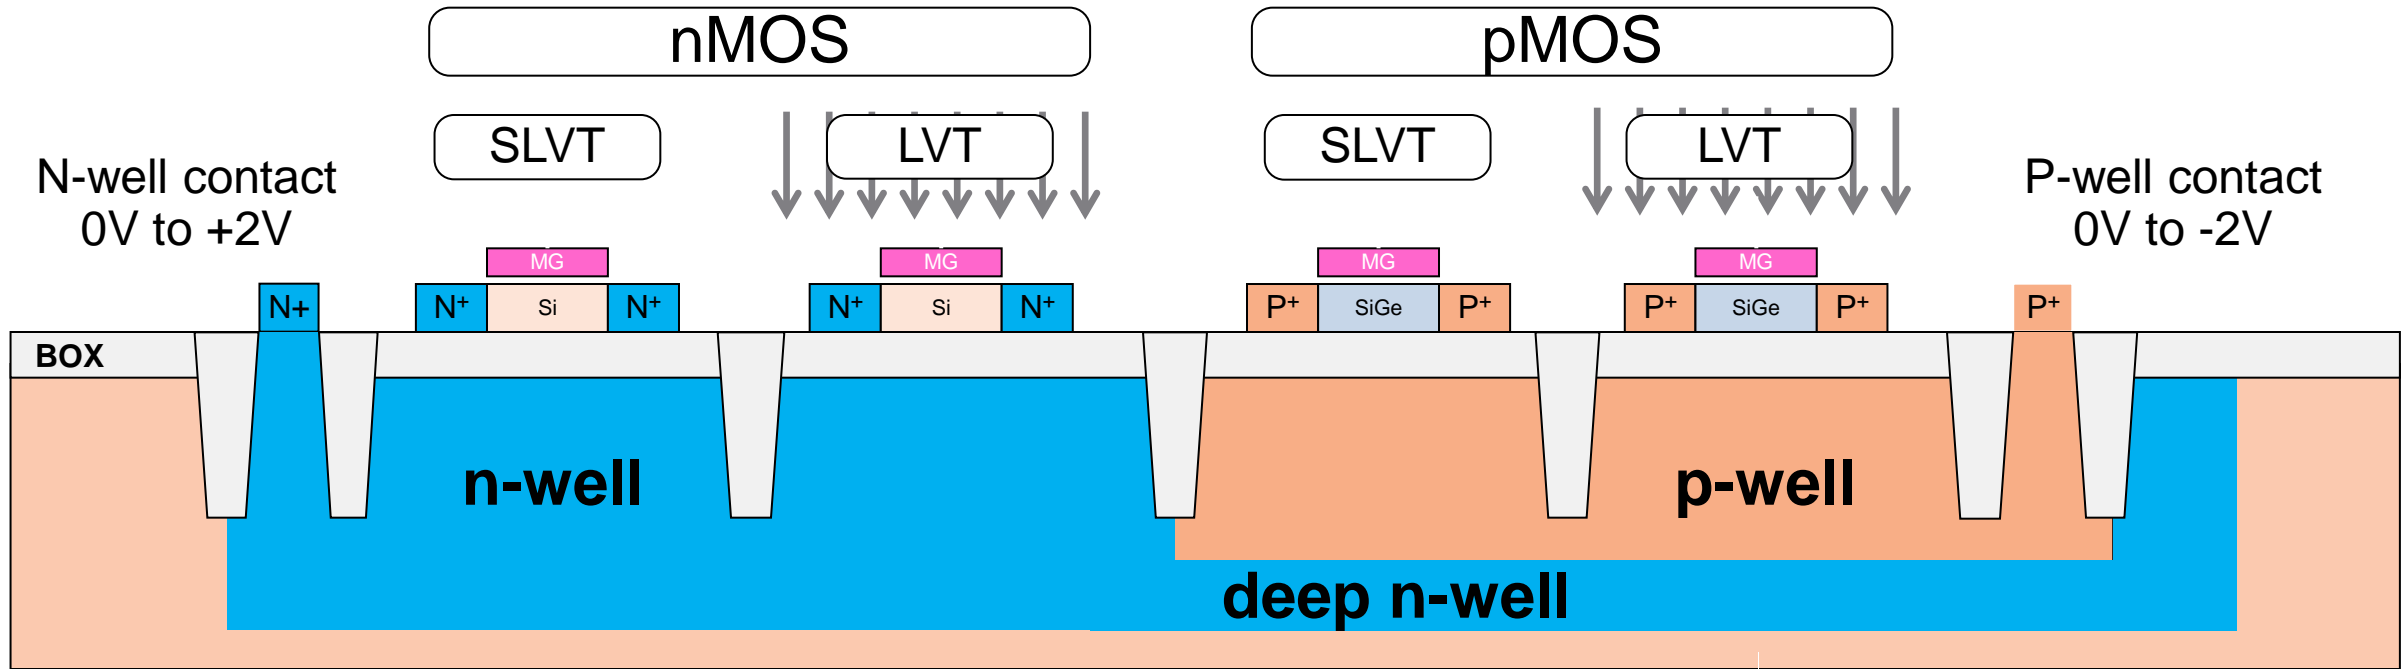 nMOS
pMOS
SLVT
LVT
SLVT
LVT
N-well contact
0V to +2V
P-well contact
0V to -2V
MG
MG
MG
MG
N+
N⁺
Si
N⁺
N⁺
Si
N⁺
P⁺
SiGe
P⁺
P⁺
SiGe
P⁺
P⁺
BOX
n-well
p-well
deep n-well